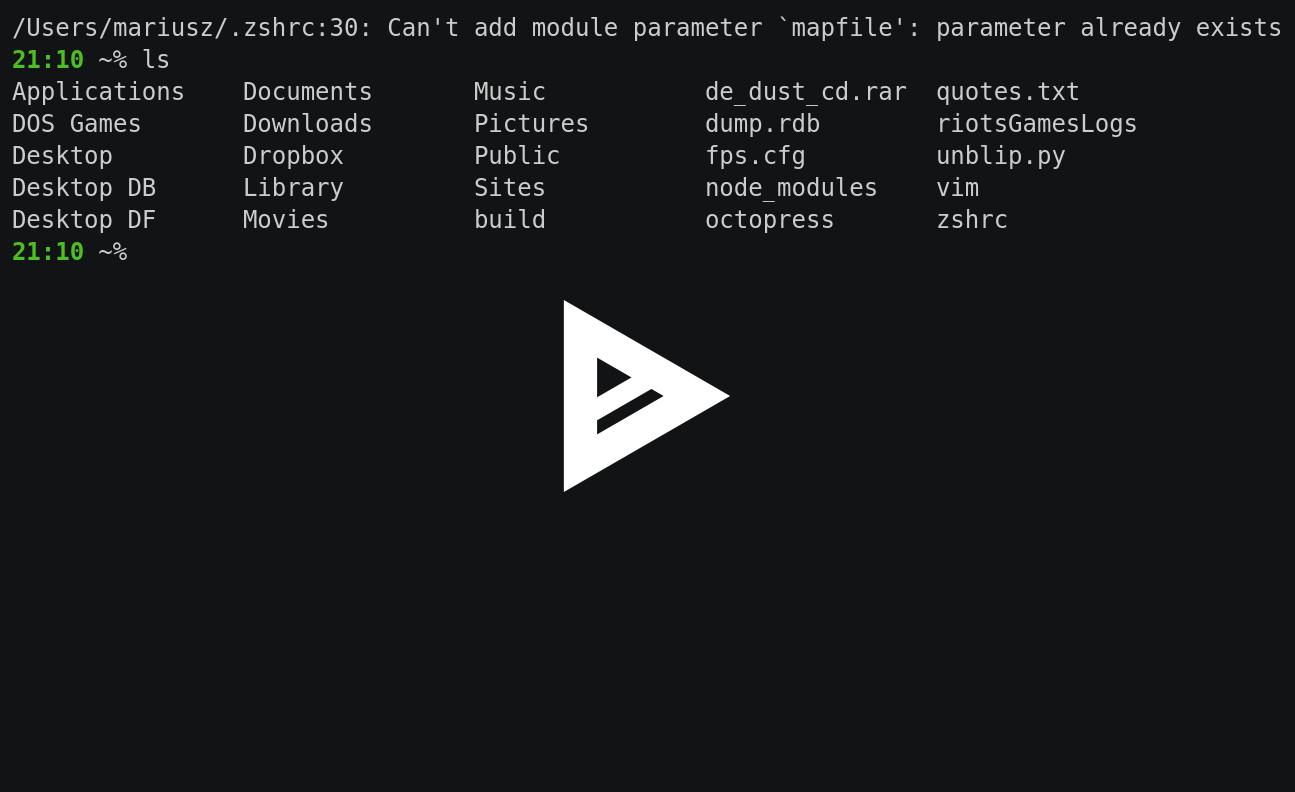 /Users/mariusz/.zshrc:30: Can't add module parameter `mapfile': parameter already exists
21:10 ~% ls
Applications    Documents       Music           de_dust_cd.rar  quotes.txt
DOS Games       Downloads       Pictures        dump.rdb        riotsGamesLogs
Desktop         Dropbox         Public          fps.cfg         unblip.py
Desktop DB      Library         Sites           node_modules    vim
Desktop DF      Movies          build           octopress       zshrc
21:10 ~%